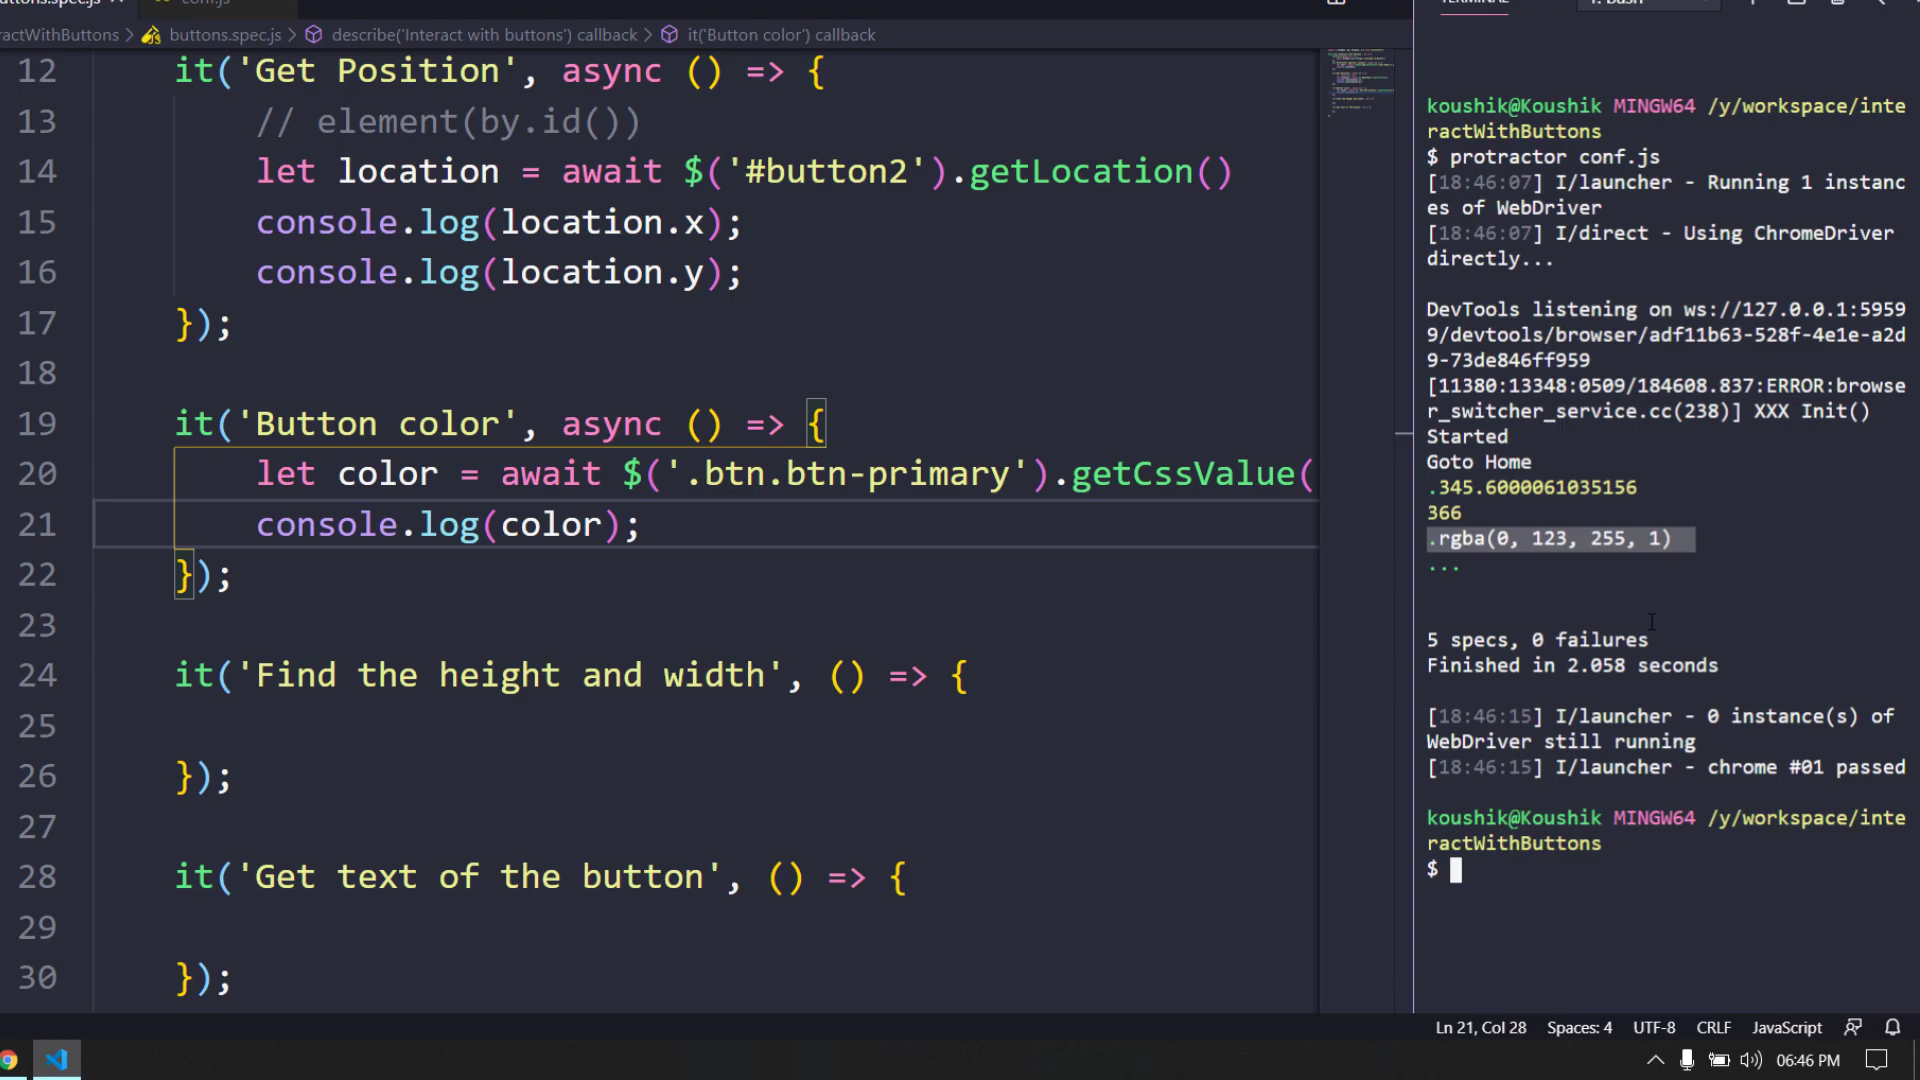 buttons.spec.js
conf.js
TERMINAL
1: bash
ractWithButtons > buttons.spec.js > describe('Interact with buttons') callback > it('Button color') callback
12 it('Get Position', async () => {
13 // element(by.id())
14 let location = await $('#button2').getLocation()
15 console.log(location.x);
16 console.log(location.y);
17 });
18
19 it('Button color', async () => {
20 let color = await $('.btn.btn-primary').getCssValue(
21 console.log(color);
22 });
23
24 it('Find the height and width', () => {
25
26 });
27
28 it('Get text of the button', () => {
29
30 });
koushik@Koushik MINGW64 /y/workspace/inte
ractWithButtons
$ protractor conf.js
[18:46:07] I/launcher - Running 1 instanc
es of WebDriver
[18:46:07] I/direct - Using ChromeDriver
directly...
DevTools listening on ws://127.0.0.1:5959
9/devtools/browser/adf11b63-528f-4e1e-a2d
9-73de846ff959
[11380:13348:0509/184608.837:ERROR:browse
r_switcher_service.cc(238)] XXX Init()
Started
Goto Home
.345.6000061035156
366
.rgba(0, 123, 255, 1)
...
5 specs, 0 failures
Finished in 2.058 seconds
[18:46:15] I/launcher - 0 instance(s) of
WebDriver still running
[18:46:15] I/launcher - chrome #01 passed
koushik@Koushik MINGW64 /y/workspace/inte
ractWithButtons
$
Ln 21, Col 28 Spaces: 4 UTF-8 CRLF JavaScript
06:46 PM